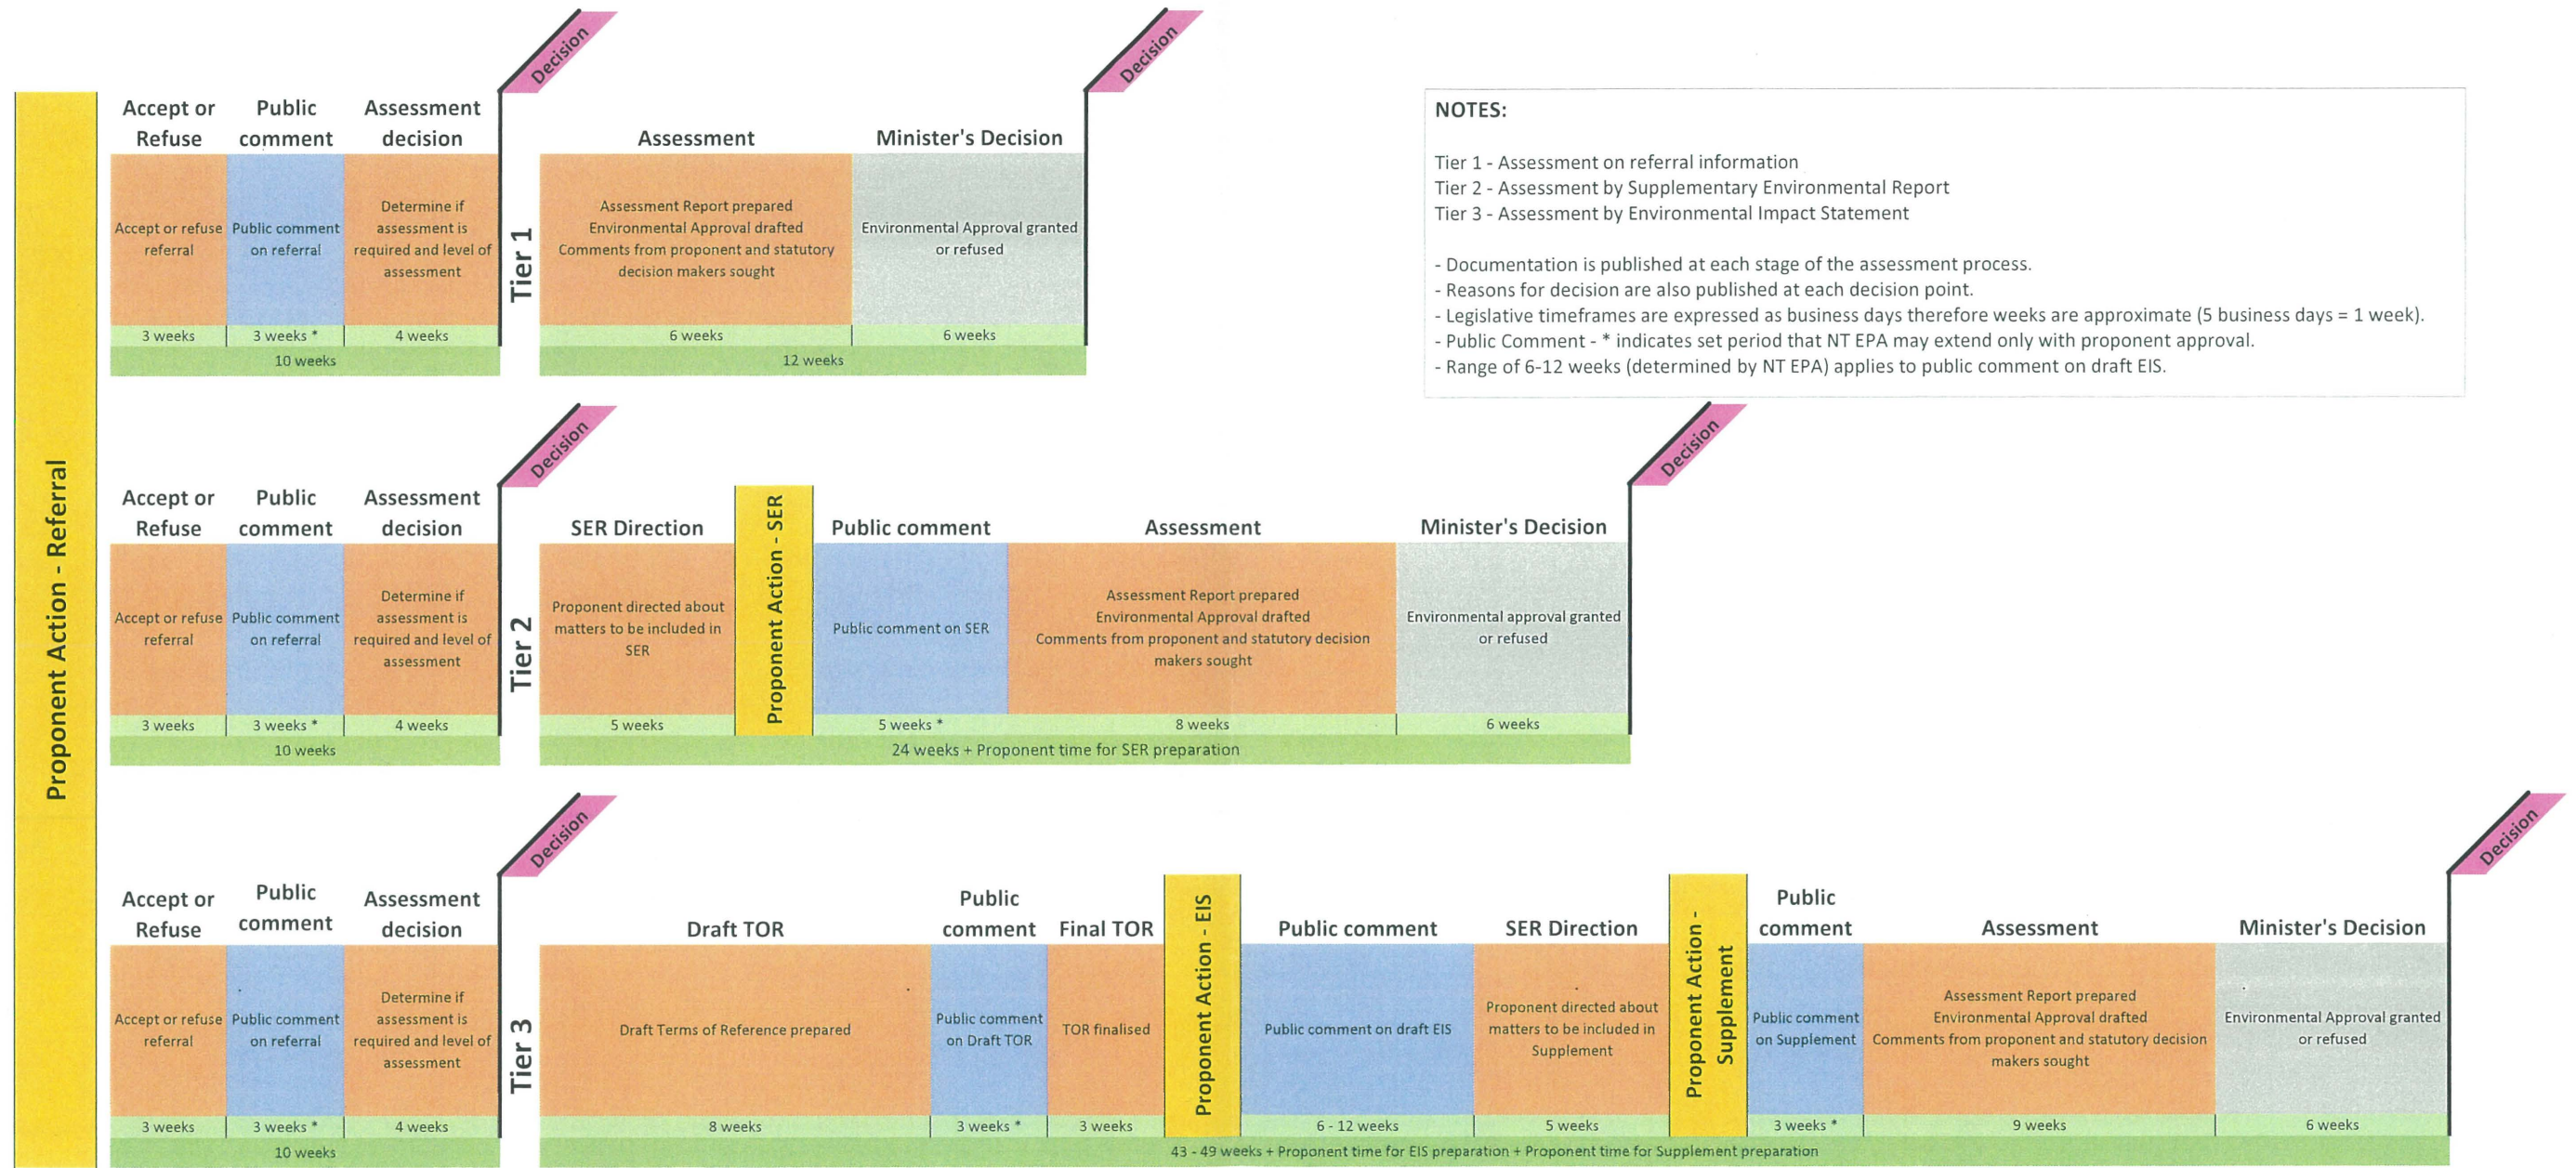 Proponent Action - Referral
Decision
Decision
Accept or
Refuse
Public
comment
Assessment
decision
Assessment
Minister's Decision
Accept or refuse
referral
Public comment
on referral
Determine if
assessment is
required and level of
assessment
Tier 1
Assessment Report prepared
Environmental Approval drafted
Comments from proponent and statutory
decision makers sought
Environmental Approval granted
or refused
3 weeks
3 weeks *
4 weeks
6 weeks
6 weeks
10 weeks
12 weeks
NOTES:
Tier 1 - Assessment on referral information
Tier 2 - Assessment by Supplementary Environmental Report
Tier 3 - Assessment by Environmental Impact Statement
- Documentation is published at each stage of the assessment process.
- Reasons for decision are also published at each decision point.
- Legislative timeframes are expressed as business days therefore weeks are approximate (5 business days = 1 week).
- Public Comment - * indicates set period that NT EPA may extend only with proponent approval.
- Range of 6-12 weeks (determined by NT EPA) applies to public comment on draft EIS.
Decision
Decision
Accept or
Refuse
Public
comment
Assessment
decision
SER Direction
Proponent Action - SER
Public comment
Assessment
Minister's Decision
Accept or refuse
referral
Public comment
on referral
Determine if
assessment is
required and level of
assessment
Tier 2
Proponent directed about
matters to be included in
SER
Public comment on SER
Assessment Report prepared
Environmental Approval drafted
Comments from proponent and statutory decision
makers sought
Environmental approval granted
or refused
3 weeks
3 weeks *
4 weeks
5 weeks
5 weeks *
8 weeks
6 weeks
10 weeks
24 weeks + Proponent time for SER preparation
Decision
Decision
Accept or
Refuse
Public
comment
Assessment
decision
Draft TOR
Public
comment
Final TOR
Proponent Action - EIS
Public comment
SER Direction
Proponent Action -
Supplement
Public
comment
Assessment
Minister's Decision
Accept or refuse
referral
Public comment
on referral
Determine if
assessment is
required and level of
assessment
Tier 3
Draft Terms of Reference prepared
Public comment
on Draft TOR
TOR finalised
Public comment on draft EIS
Proponent directed about
matters to be included in
Supplement
Public comment
on Supplement
Assessment Report prepared
Environmental Approval drafted
Comments from proponent and statutory decision
makers sought
Environmental Approval granted
or refused
3 weeks
3 weeks *
4 weeks
8 weeks
3 weeks *
3 weeks
6 - 12 weeks
5 weeks
3 weeks *
9 weeks
6 weeks
10 weeks
43 - 49 weeks + Proponent time for EIS preparation + Proponent time for Supplement preparation